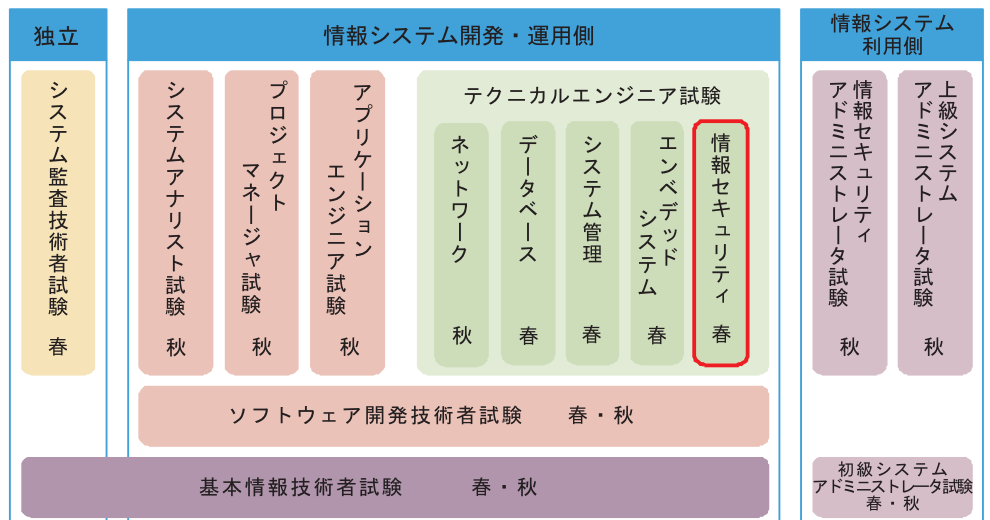 独立
情報システム開発・運用側
情報システム
利用側
システム監査技術者試験 春
システムアナリスト試験 秋
プロジェクト
マネージャ試験 秋
アプリケーション
エンジニア試験 秋
テクニカルエンジニア試験
ネットワーク 秋
データベース 春
システム管理 春
エンベデッド
システム 春
情報セキュリティ 春
情報セキュリティ
アドミニストレータ試験 秋
上級システム
アドミニストレータ試験 秋
ソフトウェア開発技術者試験 春・秋
基本情報技術者試験 春・秋
初級システム
アドミニストレータ試験
春・秋